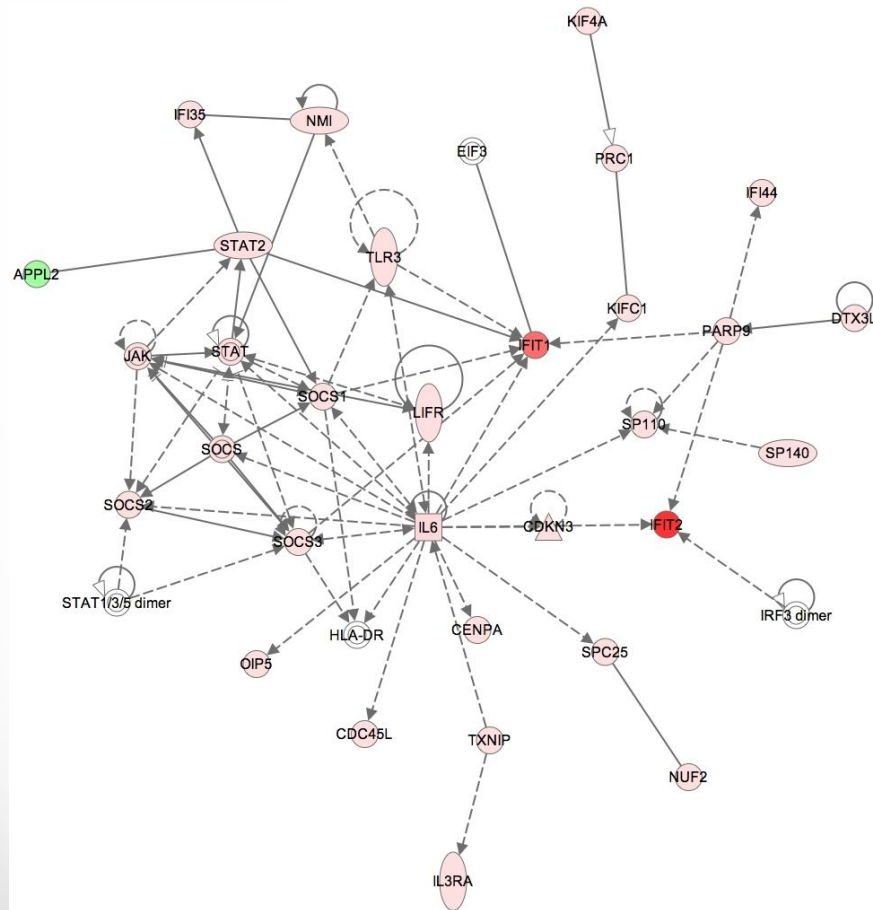 KIF4A
IFI35
NMI
EIF3
PRC1
IFI44
STAT2
TLR3
APPL2
KIFC1
DTX3L
PARP9
IFIT1
JAK
STAT
SOCS1
LIFR
SP110
SOCS
SP140
SOCS2
IL6
CDKN3
IFIT2
SOCS3
STAT1/3/5 dimer
IRF3 dimer
HLA-DR
CENPA
OIP5
SPC25
CDC45L
TXNIP
NUF2
IL3RA